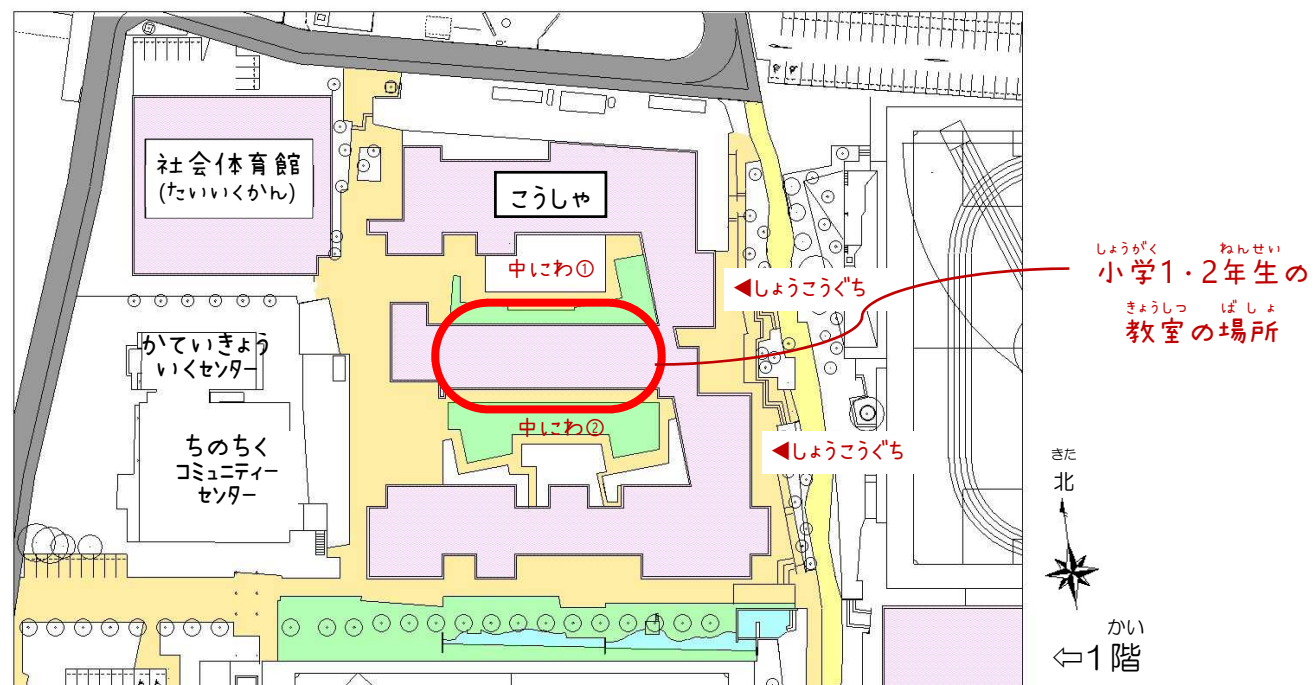 社会体育館
(たいいくかん)
こうしゃ
中にわ①
◀しょうこうぐち
しょうがく ねんせい
小学1・2年生の
きょうしつ ばしょ
教室の場所
かていきょう
いくセンター
中にわ②
ちのちく
コミュニティー
センター
◀しょうこうぐち
きた
北
かい
⇦1階